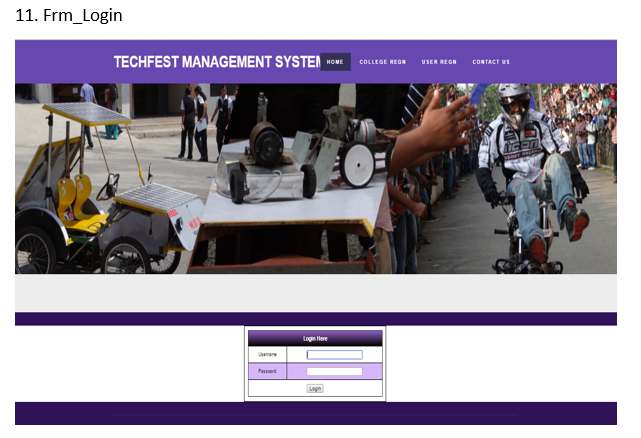 11. Frm_Login
TECHFEST MANAGEMENT SYSTEM HOME COLLEGE REGN USER REGN CONTACT US
Login Here
Username
Password
Login